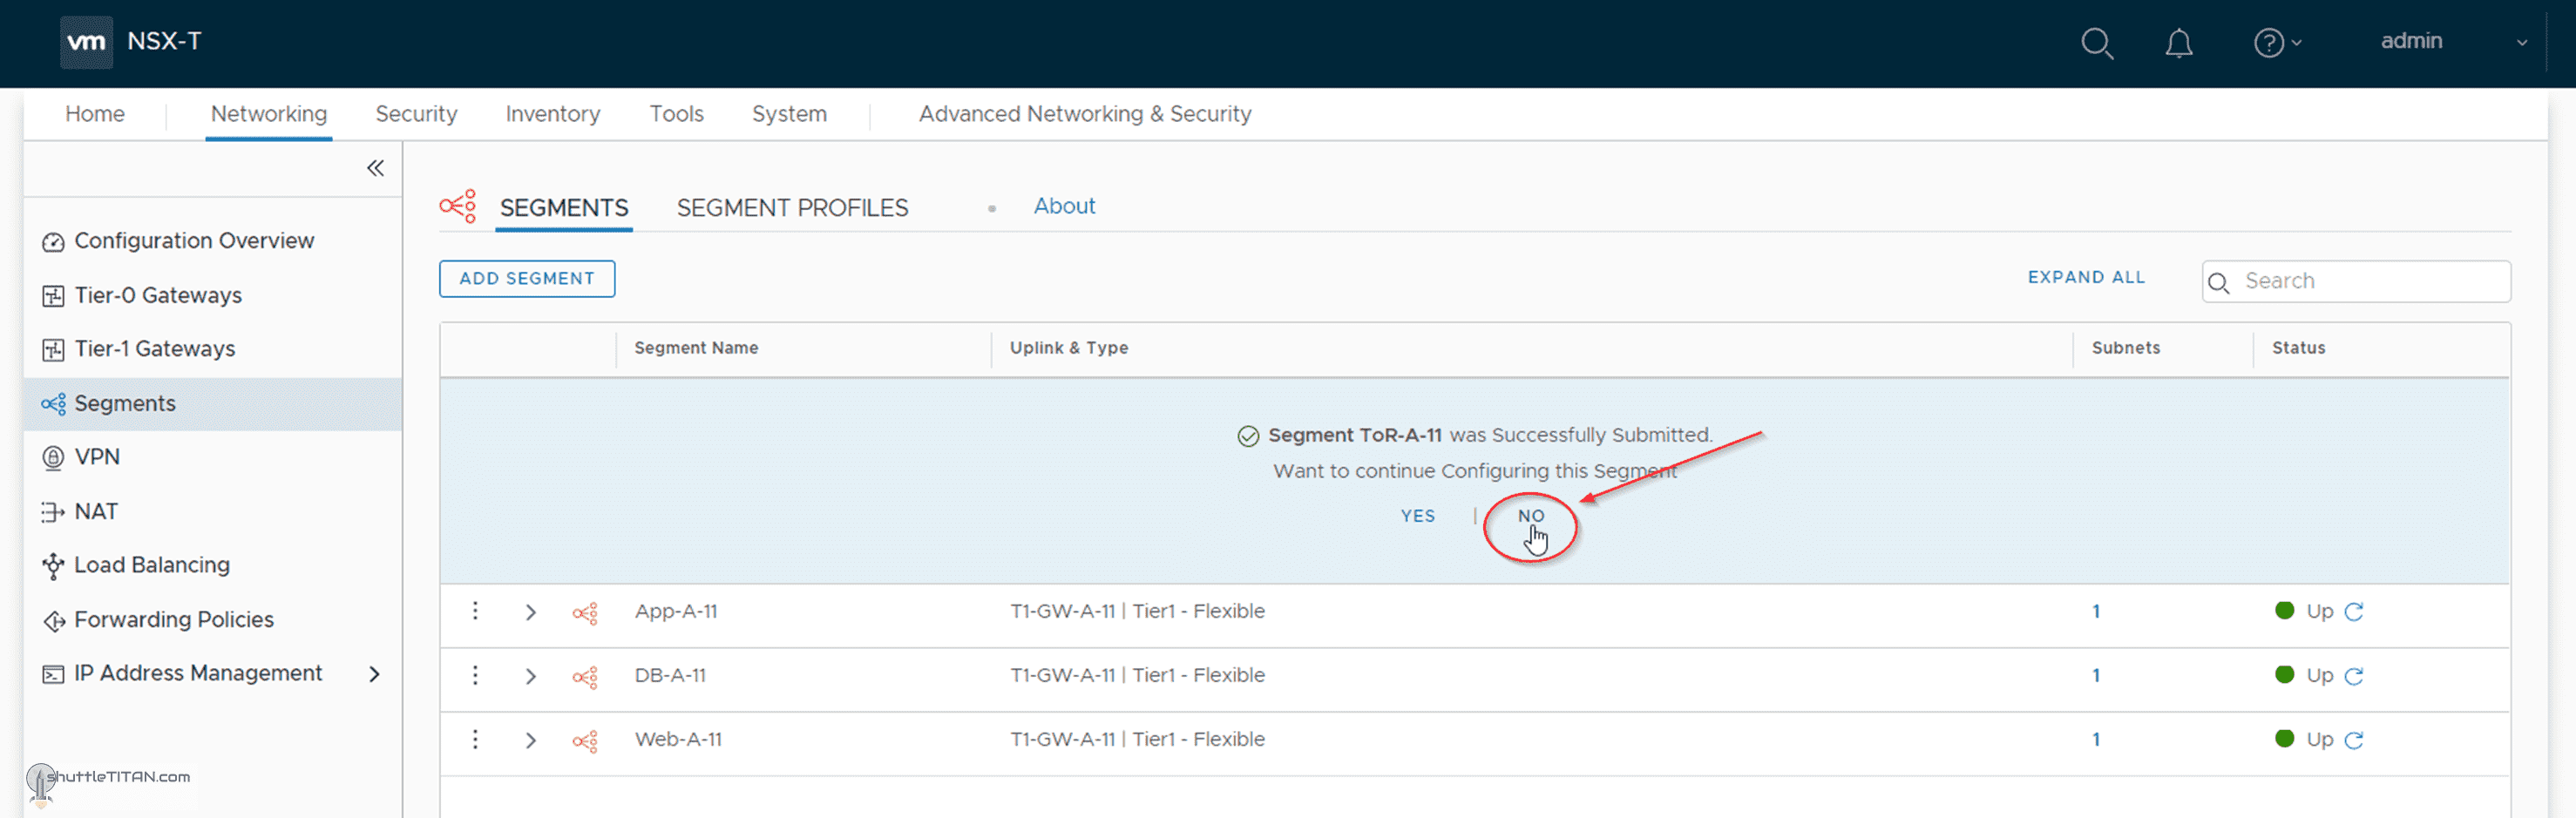 vm NSX-T admin
Home Networking Security Inventory Tools System Advanced Networking & Security
SEGMENTS SEGMENT PROFILES About
Configuration Overview
Tier-0 Gateways
Tier-1 Gateways
Segments
VPN
NAT
Load Balancing
Forwarding Policies
IP Address Management
ADD SEGMENT EXPAND ALL Search
Segment Name Uplink & Type Subnets Status
Segment ToR-A-11 was Successfully Submitted.
Want to continue Configuring this Segment
YES | NO
App-A-11 T1-GW-A-11 | Tier1 - Flexible 1 Up
DB-A-11 T1-GW-A-11 | Tier1 - Flexible 1 Up
Web-A-11 T1-GW-A-11 | Tier1 - Flexible 1 Up
shuttleTITAN.com